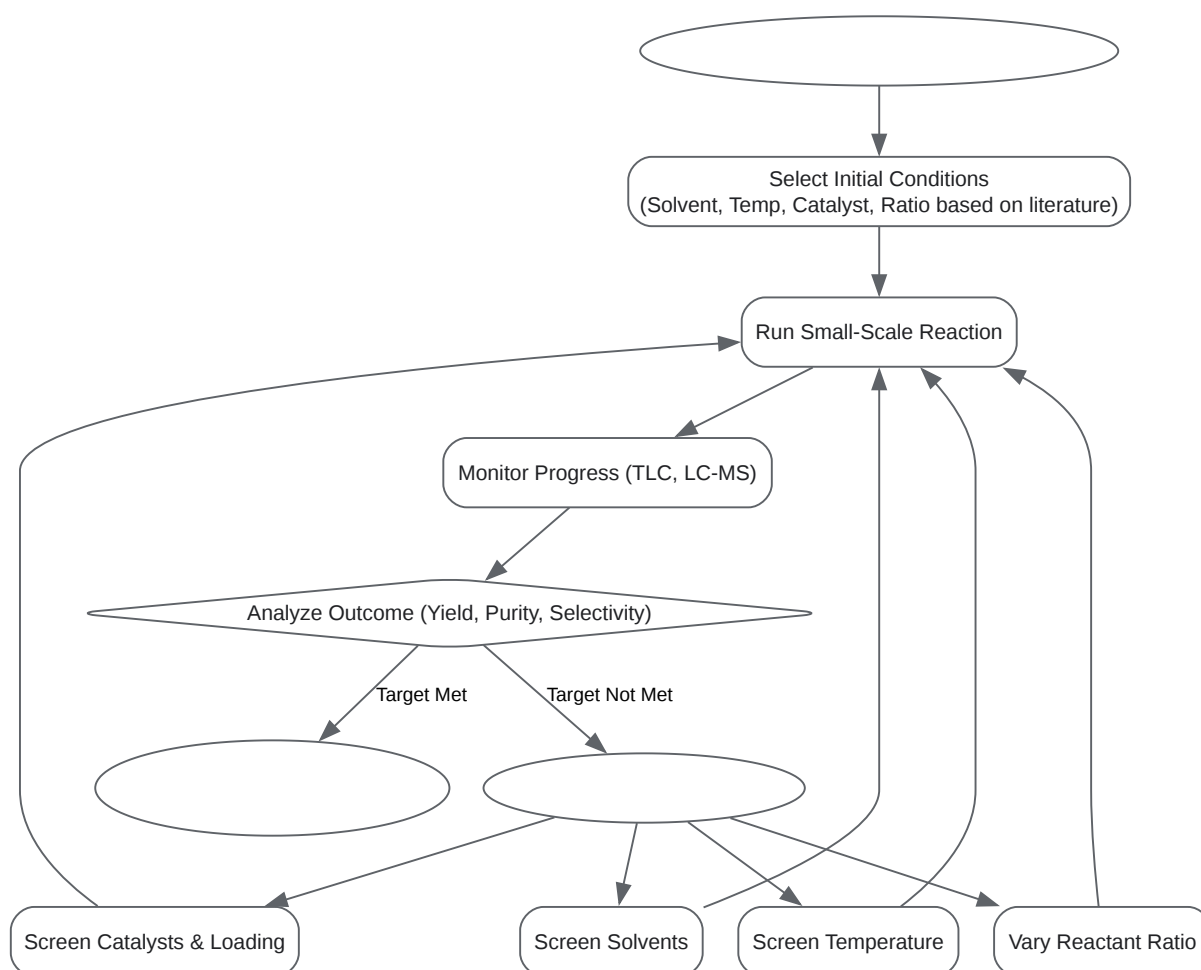 Select Initial Conditions
(Solvent, Temp, Catalyst, Ratio based on literature)
Run Small-Scale Reaction
Monitor Progress (TLC, LC-MS)
Analyze Outcome (Yield, Purity, Selectivity)
Target Met
Target Not Met
Screen Catalysts & Loading
Screen Solvents
Screen Temperature
Vary Reactant Ratio